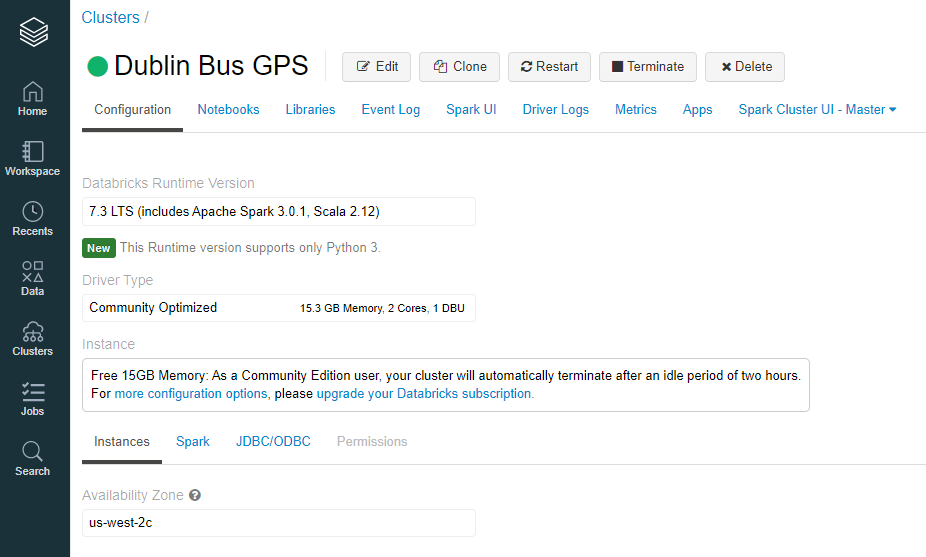 Clusters /
Dublin Bus GPS
Edit
Clone
Restart
Terminate
Delete
Configuration
Notebooks
Libraries
Event Log
Spark UI
Driver Logs
Metrics
Apps
Spark Cluster UI - Master
Home
Workspace
Recents
Data
Clusters
Jobs
Search
Databricks Runtime Version
7.3 LTS (includes Apache Spark 3.0.1, Scala 2.12)
New This Runtime version supports only Python 3.
Driver Type
Community Optimized 15.3 GB Memory, 2 Cores, 1 DBU
Instance
Free 15GB Memory: As a Community Edition user, your cluster will automatically terminate after an idle period of two hours.
For more configuration options, please upgrade your Databricks subscription.
Instances
Spark
JDBC/ODBC
Permissions
Availability Zone ?
us-west-2c